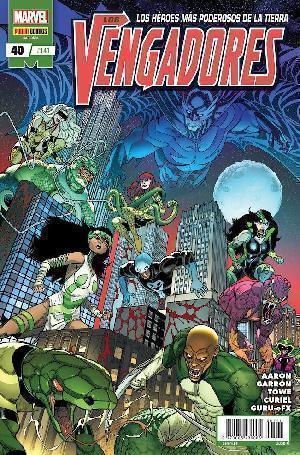 MARVEL
LOS HÉROES MÁS PODEROSOS DE LA TIERRA
LOS
PANINI COMICS
VENGADORES
40
/141
AARON
GARRÓN
TOWE
CURIEL
GURU-eFX